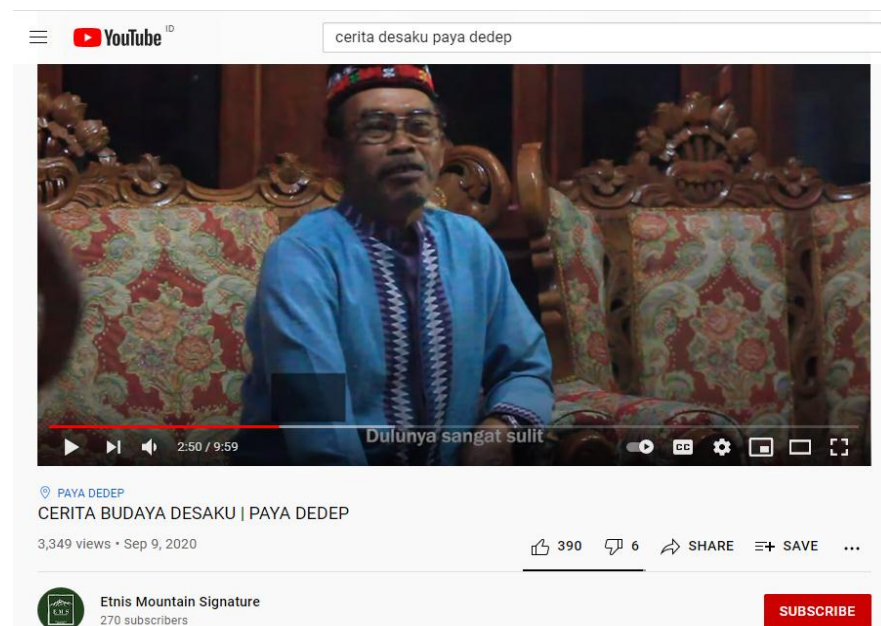 YouTube ID
cerita desaku paya dedep
Dulunya sangat sulit
2:50 / 9:59
CC
PAYA DEDEP
CERITA BUDAYA DESAKU | PAYA DEDEP
3,349 views • Sep 9, 2020
390 6 SHARE SAVE ...
Etnis Mountain Signature
270 subscribers
SUBSCRIBE